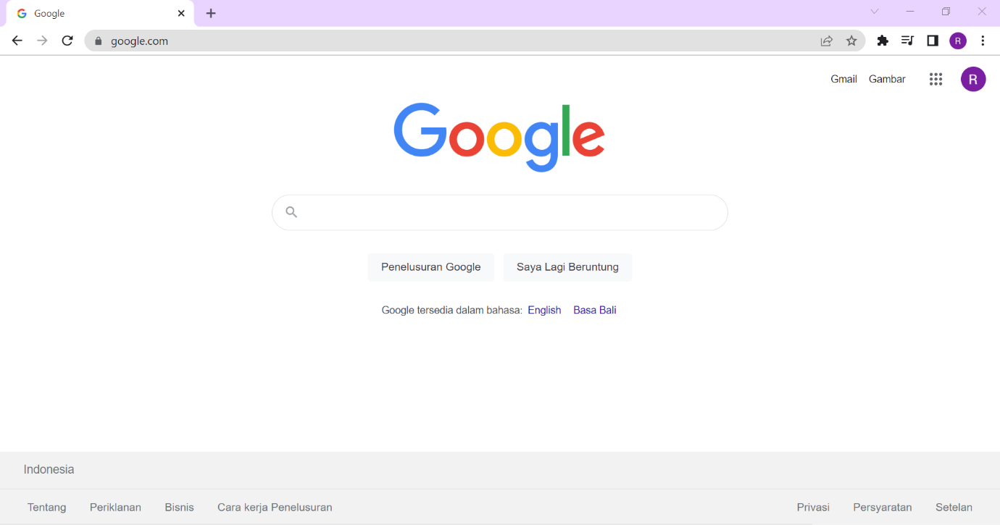 Google
google.com
R
Gmail Gambar R
Google
Penelusuran Google Saya Lagi Beruntung
Google tersedia dalam bahasa: English Basa Bali
Indonesia
Tentang Periklanan Bisnis Cara kerja Penelusuran Privasi Persyaratan Setelan